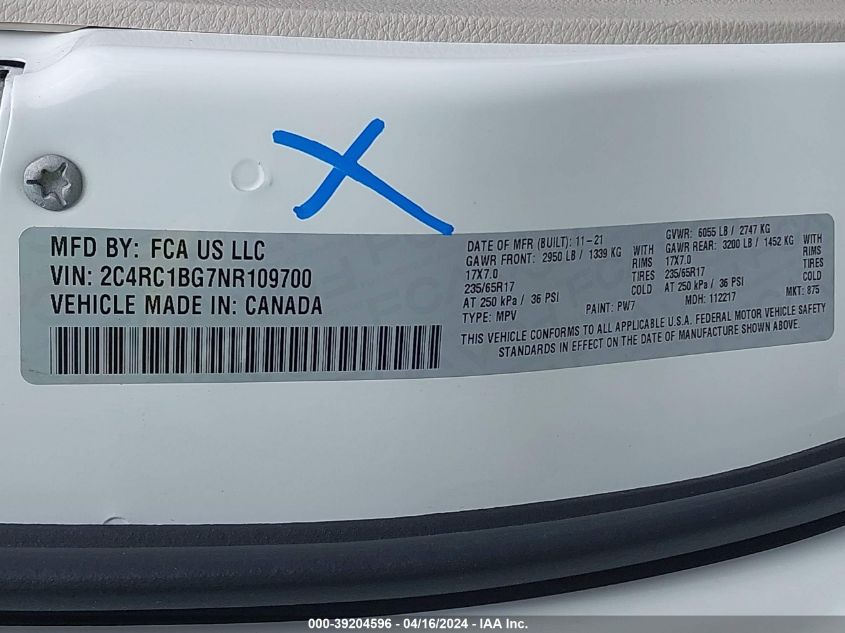 MFD BY: FCA US LLC
VIN: 2C4RC1BG7NR109700
VEHICLE MADE IN: CANADA
DATE OF MFR (BUILT): 11-21
GAWR FRONT: 2950 LB / 1339 KG WITH
17X7.0 RIMS
235/65R17 TIRES
AT 250 kPa / 36 PSI COLD
TYPE: MPV PAINT: PW7
GVWR: 6055 LB / 2747 KG
GAWR REAR: 3200 LB / 1452 KG WITH
17X7.0 RIMS
235/65R17 TIRES
AT 250 kPa / 36 PSI COLD
MDH: 112217 MKT: 875
THIS VEHICLE CONFORMS TO ALL APPLICABLE U.S.A. FEDERAL MOTOR VEHICLE SAFETY
STANDARDS IN EFFECT ON THE DATE OF MANUFACTURE SHOWN ABOVE.
000-39204596 - 04/16/2024 - IAA Inc.